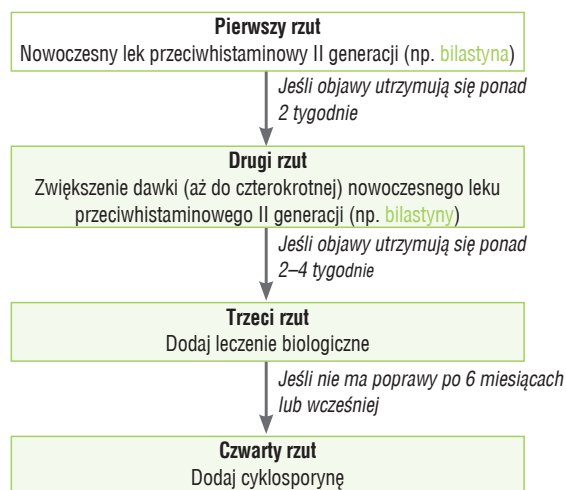 Pierwszy rzut
Nowoczesny lek przeciwhistaminowy II generacji (np. bilastyna)
Jeśli objawy utrzymują się ponad
2 tygodnie
Drugi rzut
Zwiększenie dawki (aż do czterokrotnej) nowoczesnego leku
przeciwhistaminowego II generacji (np. bilastyny)
Jeśli objawy utrzymują się ponad
2–4 tygodnie
Trzeci rzut
Dodaj leczenie biologiczne
Jeśli nie ma poprawy po 6 miesiącach
lub wcześniej
Czwarty rzut
Dodaj cyklosporynę